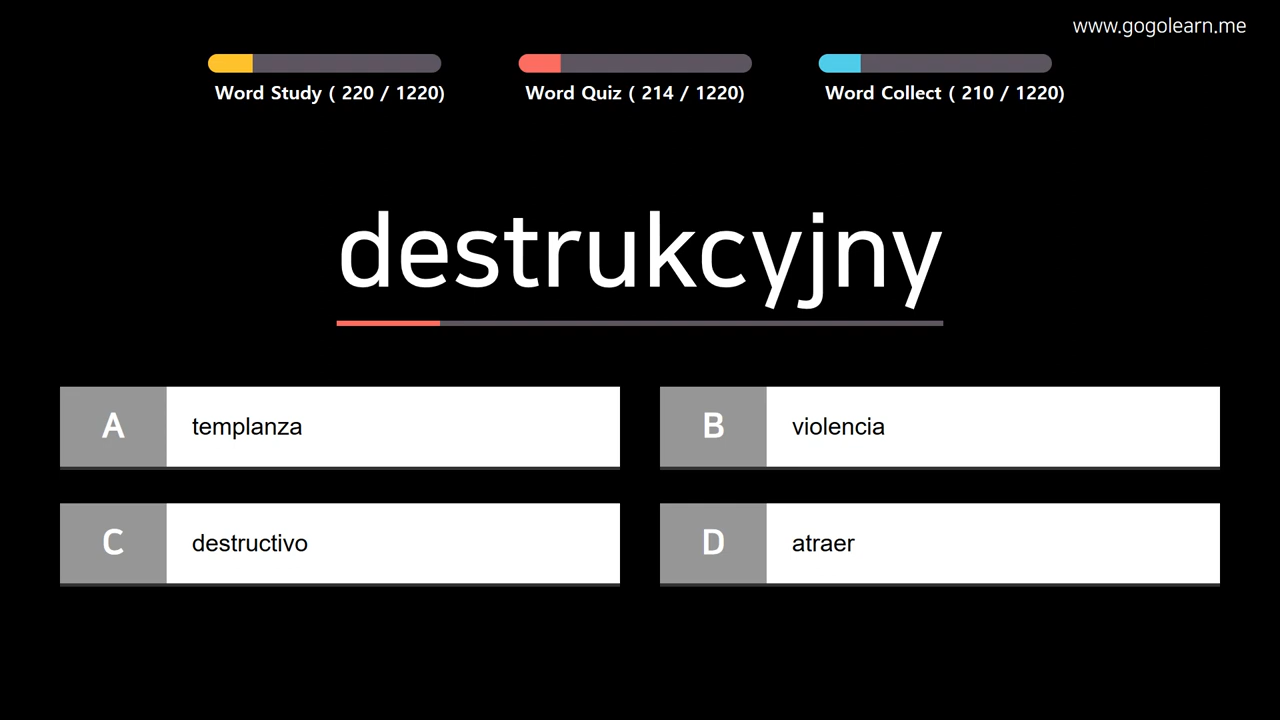 www.gogolearn.me
Word Study ( 220 / 1220)
Word Quiz ( 214 / 1220)
Word Collect ( 210 / 1220)
destrukcyjny
A templanza
B violencia
C destructivo
D atraer